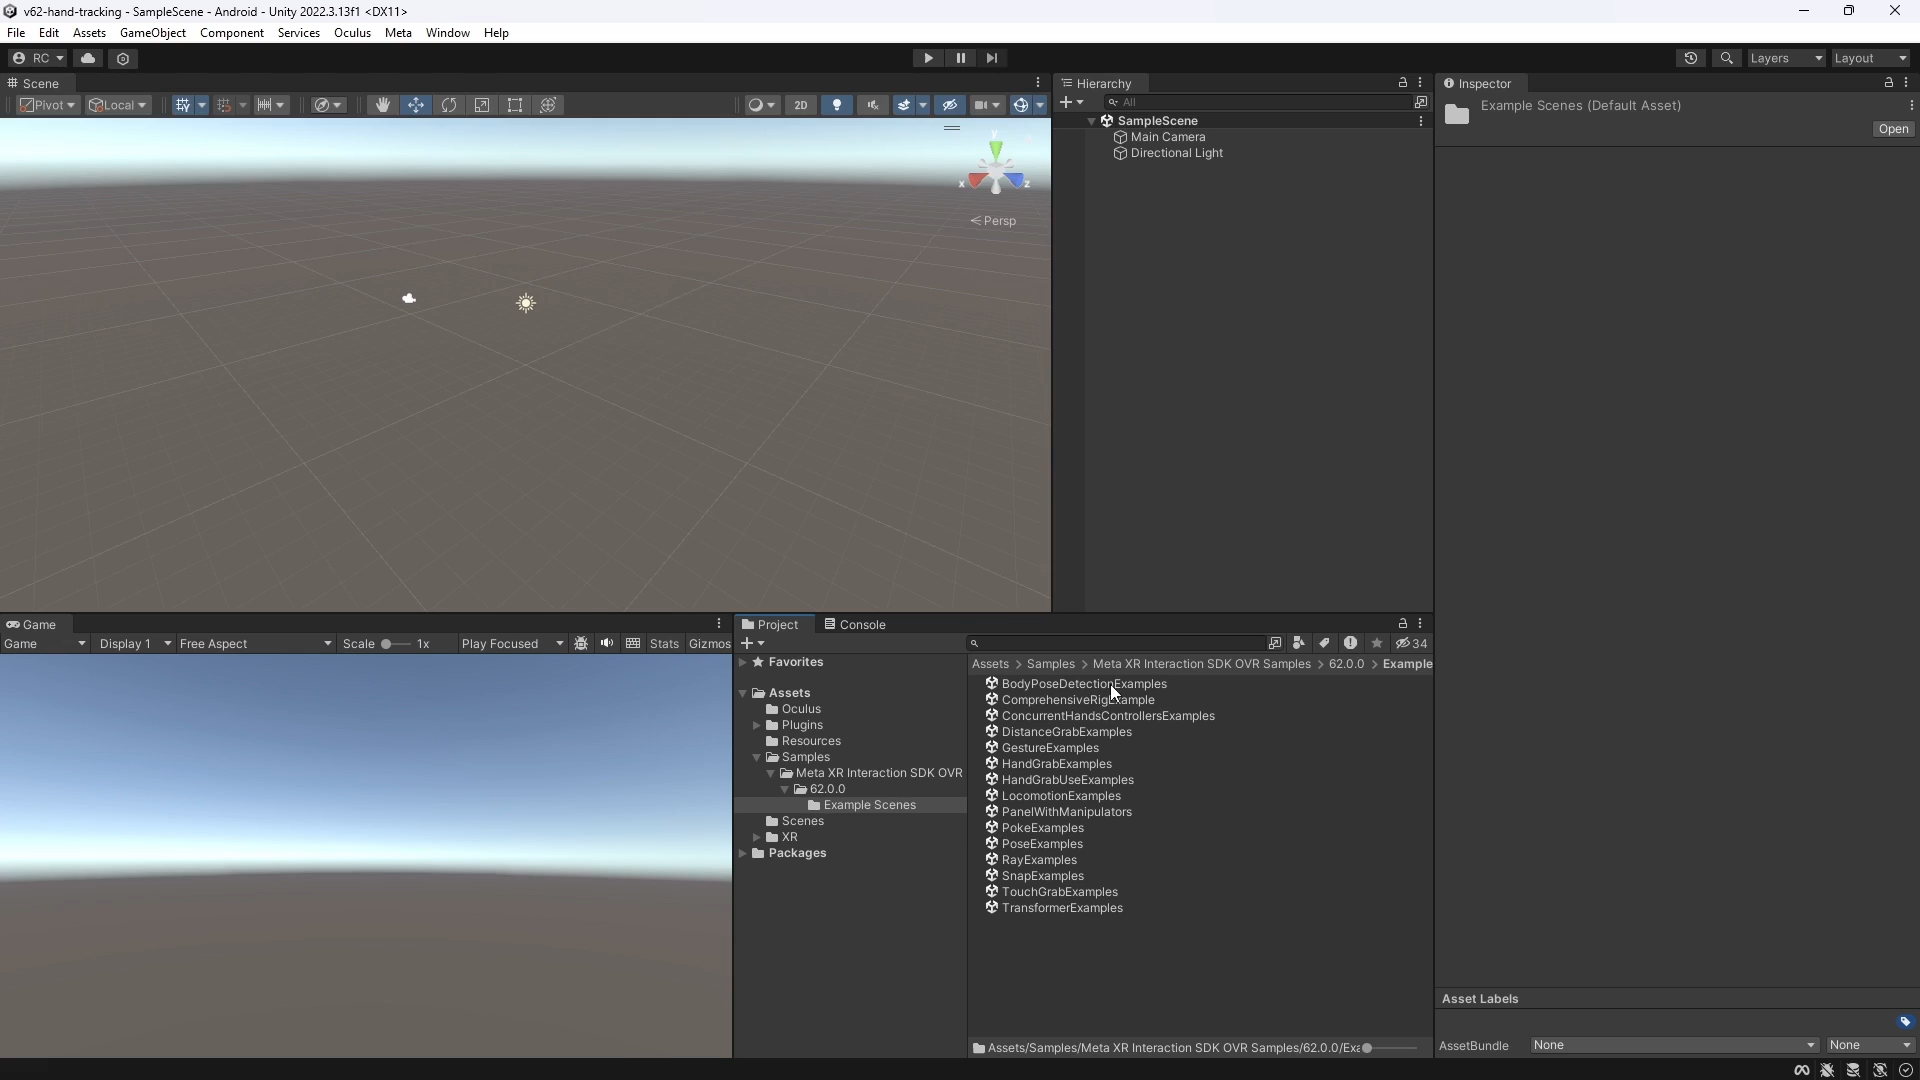 v62-hand-tracking - SampleScene - Android - Unity 2022.3.13f1 <DX11>
File Edit Assets GameObject Component Services Oculus Meta Window Help
RC Layers Layout
Scene
Pivot Local 2D
y
x z
Persp
Hierarchy
All
SampleScene
Main Camera
Directional Light
Inspector
Example Scenes (Default Asset)
Open
Game
Game Display 1 Free Aspect Scale 1x Play Focused Stats Gizmos
Project Console
34
Favorites
Assets
Oculus
Plugins
Resources
Samples
Meta XR Interaction SDK OVR
62.0.0
Example Scenes
Scenes
XR
Packages
Assets > Samples > Meta XR Interaction SDK OVR Samples > 62.0.0 > Example
BodyPoseDetectionExamples
ComprehensiveRigExample
ConcurrentHandsControllersExamples
DistanceGrabExamples
GestureExamples
HandGrabExamples
HandGrabUseExamples
LocomotionExamples
PanelWithManipulators
PokeExamples
PoseExamples
RayExamples
SnapExamples
TouchGrabExamples
TransformerExamples
Assets/Samples/Meta XR Interaction SDK OVR Samples/62.0.0/Exa
Asset Labels
AssetBundle None None